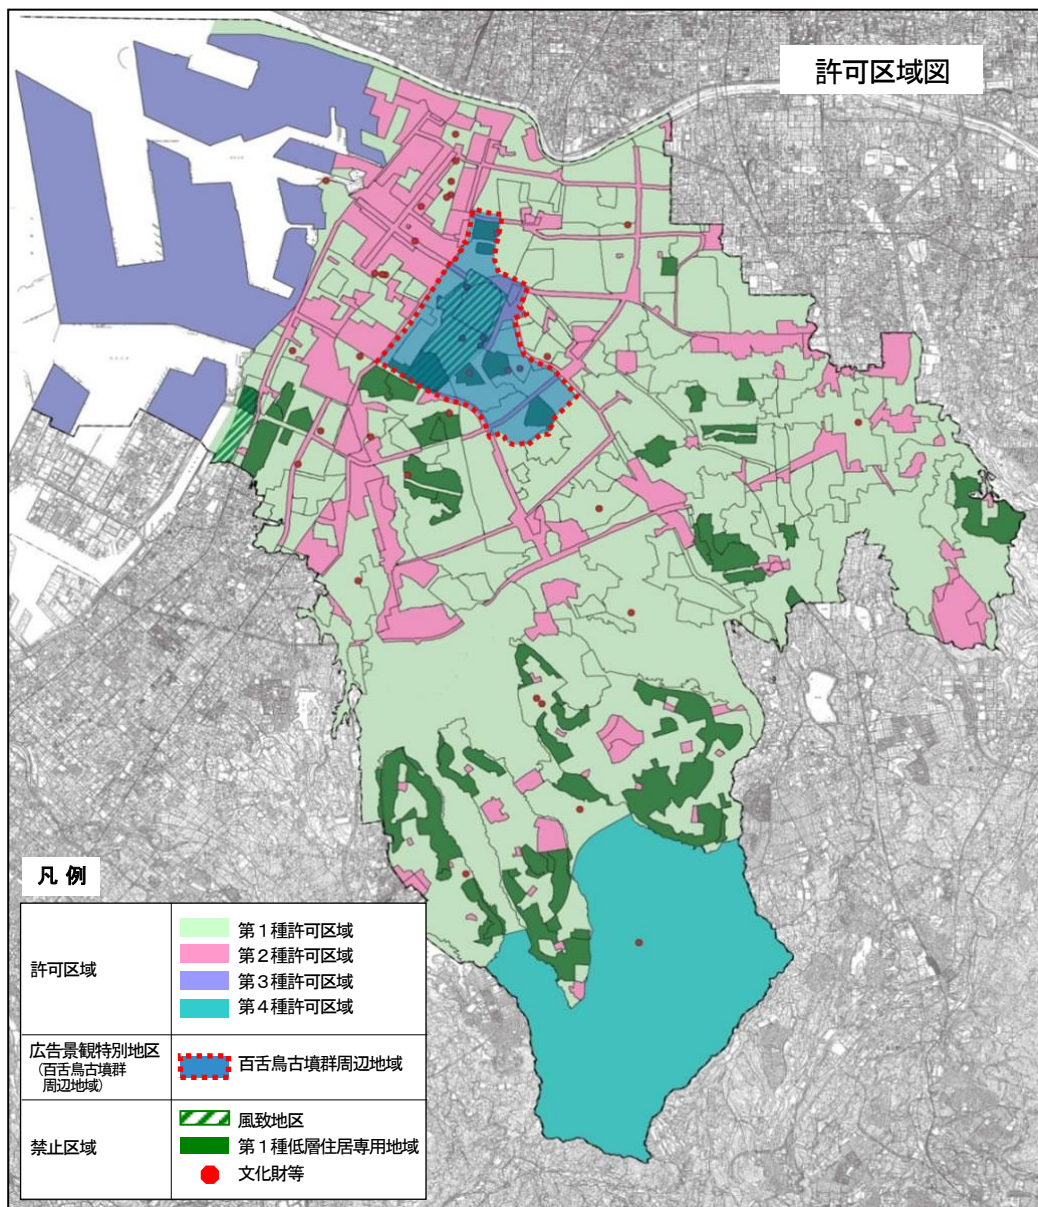 許可区域図
凡例
許可区域
第１種許可区域
第２種許可区域
第３種許可区域
第４種許可区域
広告景観特別地区
（百舌鳥古墳群
周辺地域）
百舌鳥古墳群周辺地域
禁止区域
風致地区
第１種低層住居専用地域
文化財等